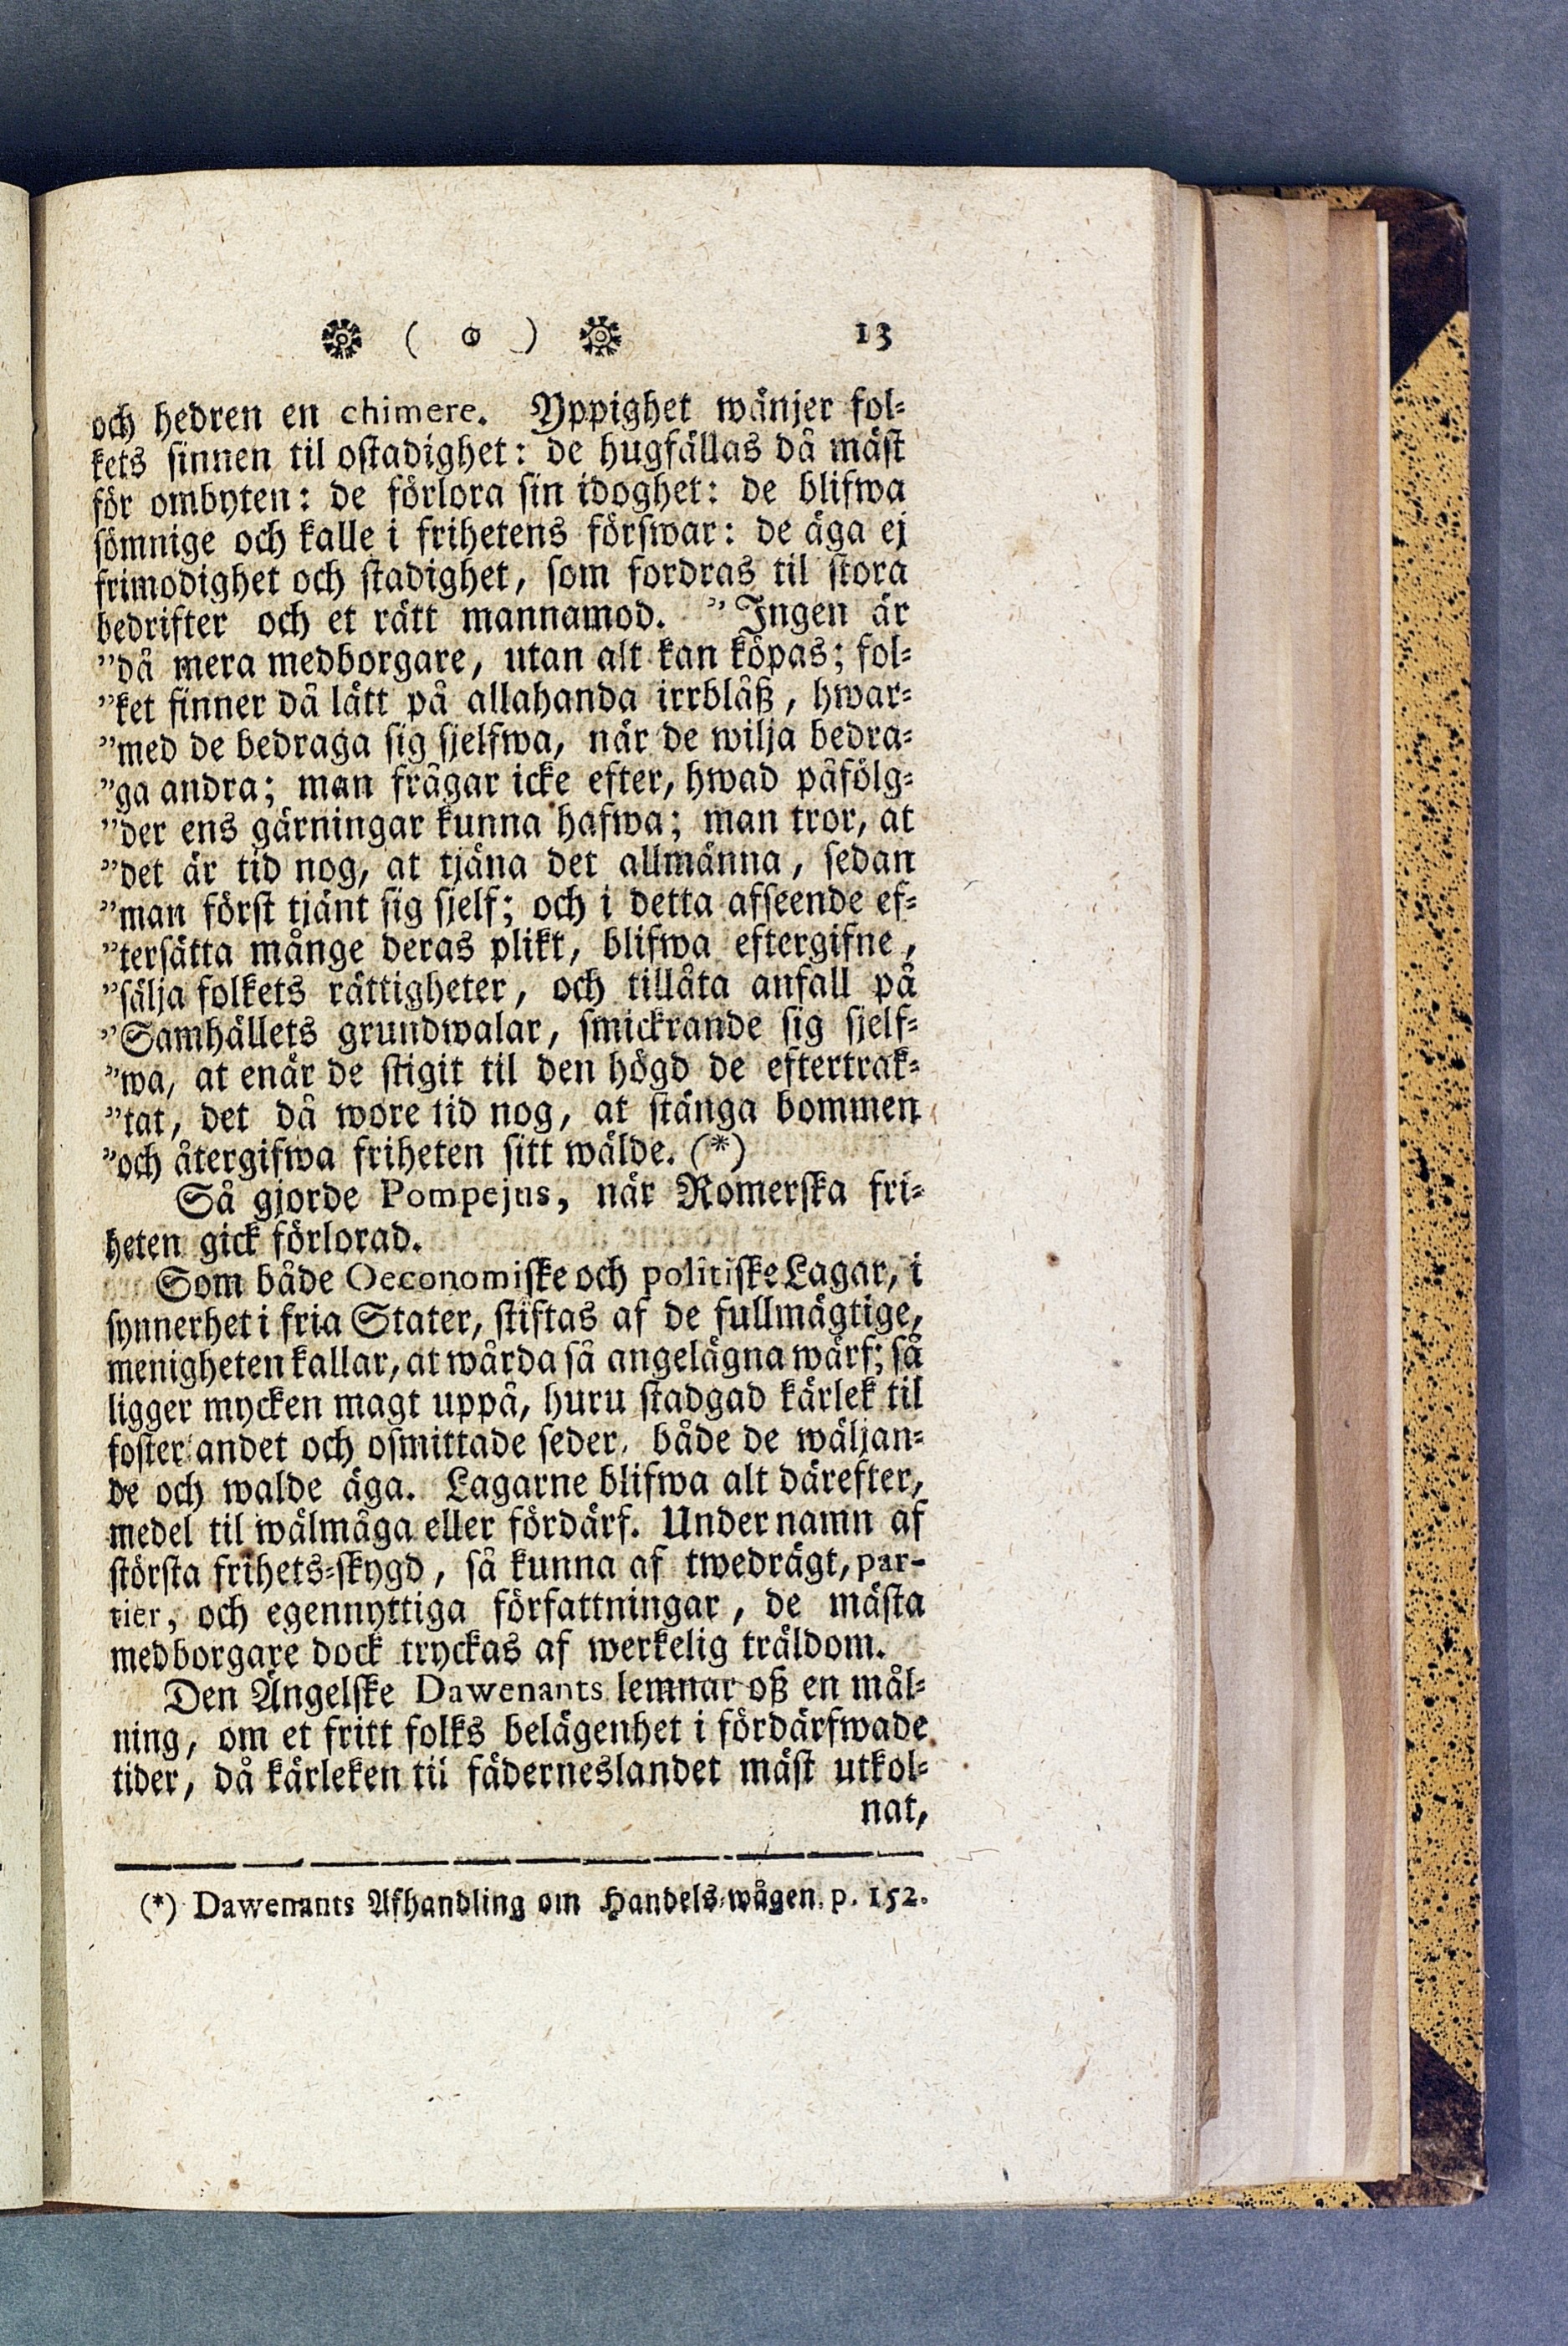 ( o ) 13
och hedren en chimere. Yppighet wänjer fol-
kets sinnen til ostadighet: de hugfällas då mäst
för ombyten: de förlora sin idoghet: de blifwa
sömnige och kalle i frihetens förswar: de äga ej
frimodighet och stadighet, som fordras til stora
bedrifter och et rätt mannamod. ” Ingen är
”då mera medborgare, utan alt kan köpas; fol-
”ket finner då lätt på allahanda irrblåß, hwar-
”med de bedraga sig sjelfwa, när de wilja bedra-
”ga andra; man frågar icke efter, hwad påfölg-
”der ens gärningar kunna hafwa; man tror, at
”det är tid nog, at tjäna det allmänna, sedan
”man först tjänt sig sjelf; och i detta afseende ef-
”tersätta månge deras plikt, blifwa eftergifne,
”sälja folkets rättigheter, och tillåta anfall på
”Samhällets grundwalar, smickrande sig sjelf-
”wa, at enär de stigit til den högd de eftertrak-
”tat, det då wore tid nog, at stänga bommen
”och återgifwa friheten sitt wälde. (*)
Så gjorde Pompejus, när Romerska fri-
heten gick förlorad.
Som både Oeconomiske och politiske Lagar, i
synnerhet i fria Stater, stiftas af de fullmägtige,
menigheten kallar, at wårda så angelägna wärf; så
ligger mycken magt uppå, huru stadgad kärlek til
foster andet och osmittade seder, både de wäljan-
de och walde äga. Lagarne blifwa alt därefter,
medel til wälmåga eller fördärf. Under namn af
största frihets-skygd, så kunna af twedrägt, par-
tier, och egennyttiga författningar, de mästa
medborgare dock tryckas af werkelig träldom.
Den Ängelske Dawenants lemnar oß en mål-
ning, om et fritt folks belägenhet i fördärfwade
tider, då kärleken til fäderneslandet mäst utkol-
nat,
(*) Dawenants Afhandling om Handels-wågen. p. 152.